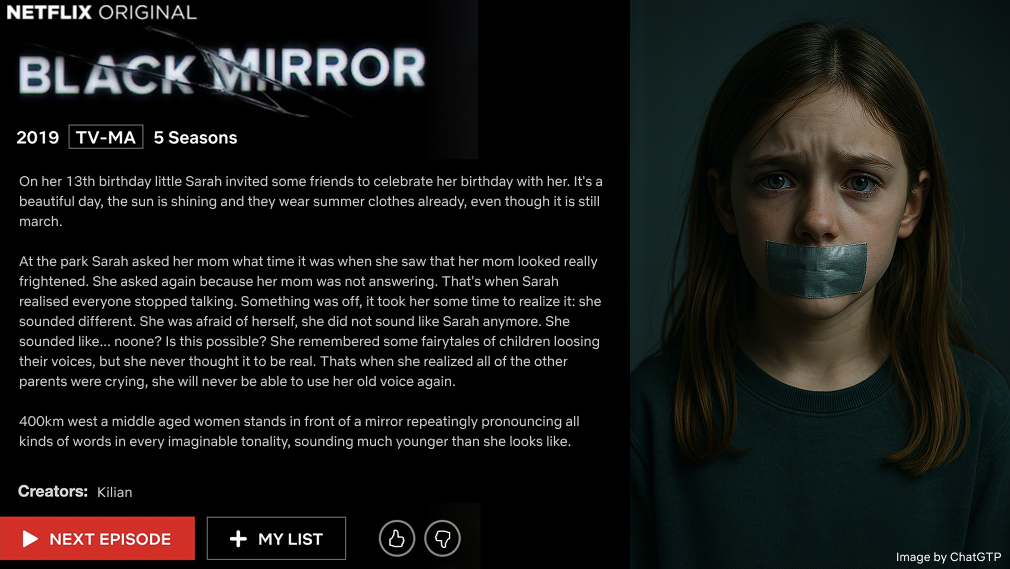 NETFLIX ORIGINAL
BLACK MIRROR
2019 TV-MA 5 Seasons
On her 13th birthday little Sarah invited some friends to celebrate her birthday with her. It's a
beautiful day, the sun is shining and they wear summer clothes already, even though it is still
march.
At the park Sarah asked her mom what time it was when she saw that her mom looked really
frightened. She asked again because her mom was not answering. That's when Sarah
realised everyone stopped talking. Something was off, it took her some time to realize it: she
sounded different. She was afraid of herself, she did not sound like Sarah anymore. She
sounded like... noone? Is this possible? She remembered some fairytales of children loosing
their voices, but she never thought it to be real. Thats when she realized all of the other
parents were crying, she will never be able to use her old voice again.
400km west a middle aged women stands in front of a mirror repeatingly pronouncing all
kinds of words in every imaginable tonality, sounding much younger than she looks like.
Creators: Kilian
NEXT EPISODE
MY LIST
Image by ChatGTP